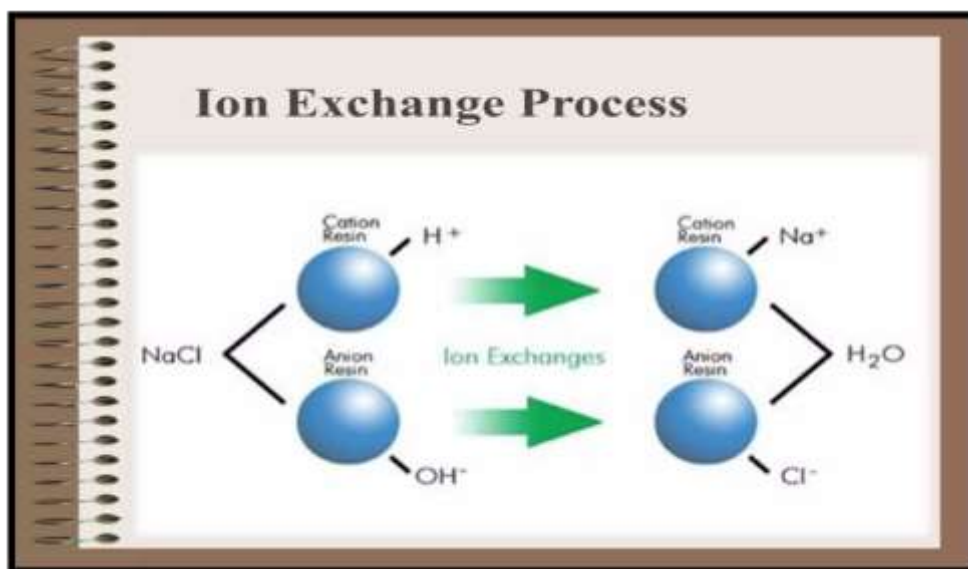 Ion Exchange Process
Cation
Resin
H+
Cation
Resin
Na+
NaCl
Anion
Resin
Ion Exchanges
Anion
Resin
H₂O
OH-
Cl-